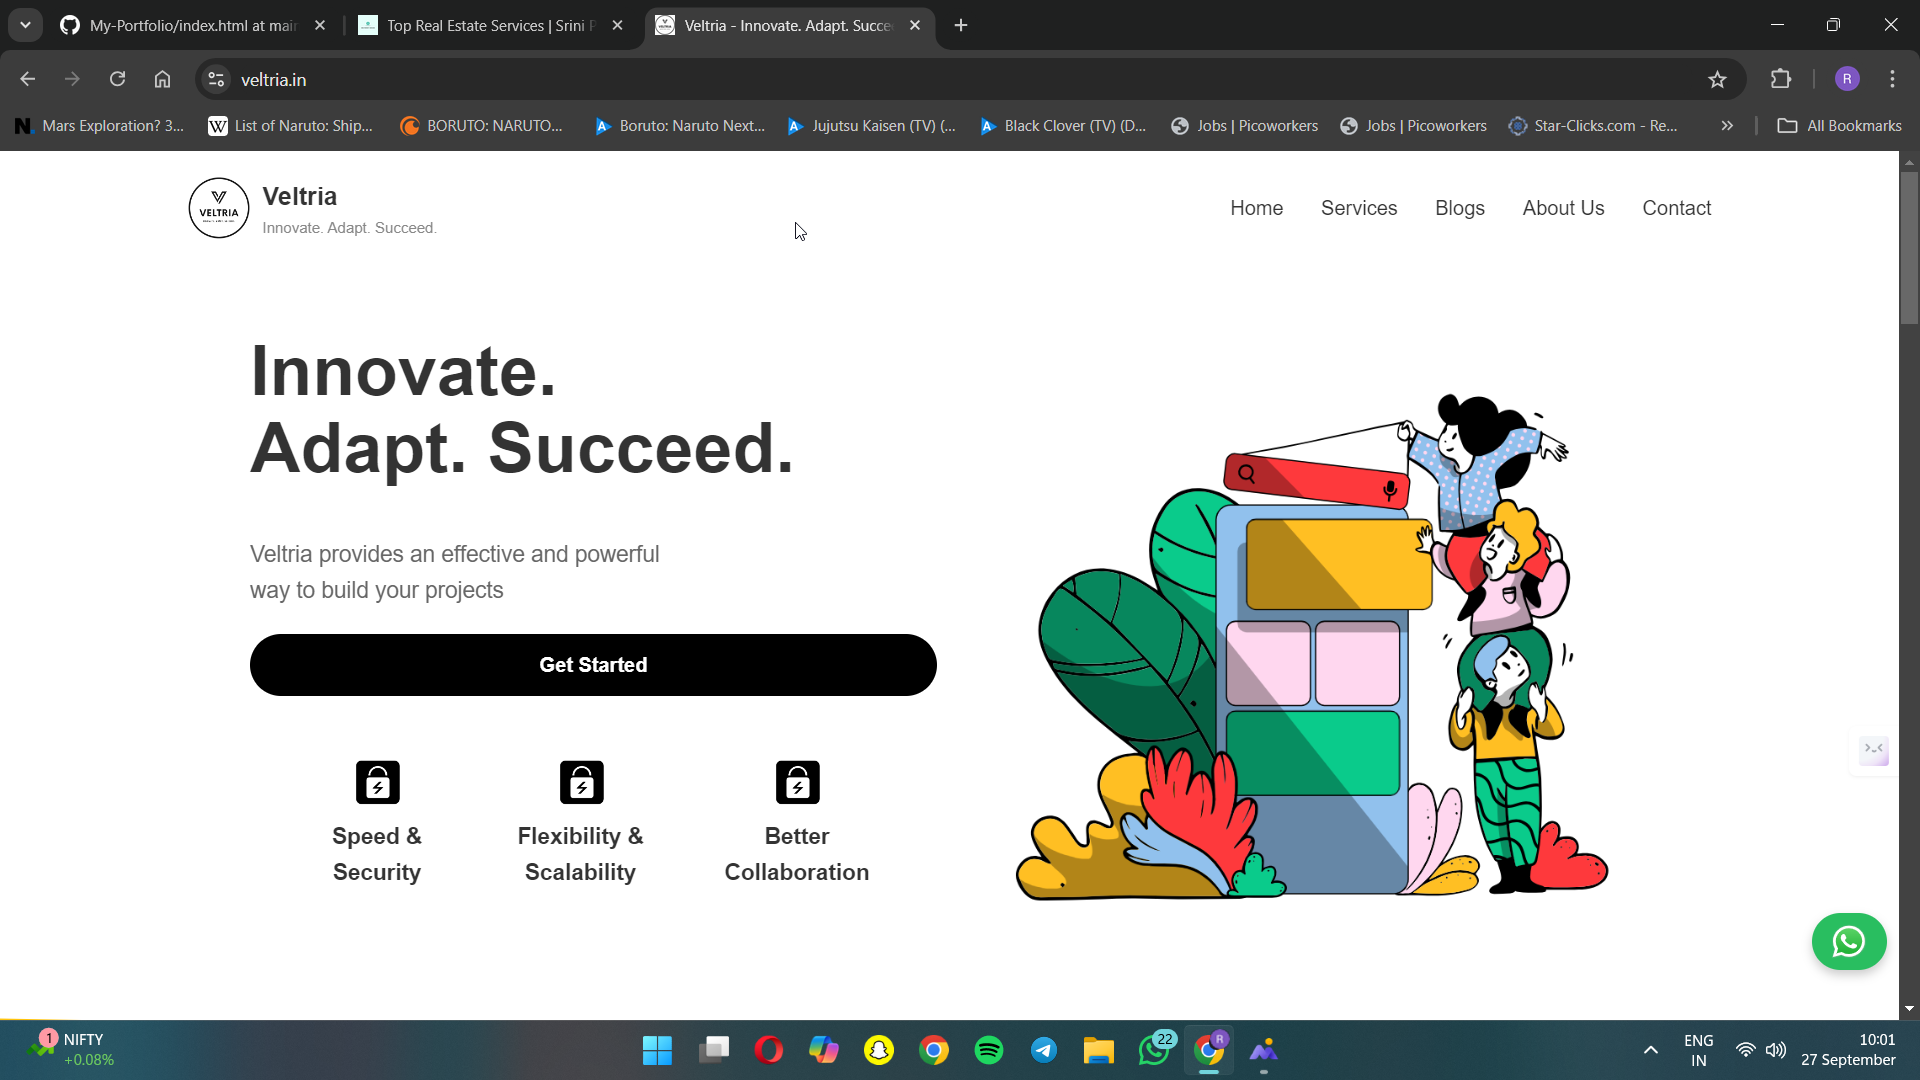 My-Portfolio/index.html at main
Top Real Estate Services | Srini P
Veltria - Innovate. Adapt. Succe
veltria.in
R
Mars Exploration? 3...
List of Naruto: Ship...
BORUTO: NARUTO...
Boruto: Naruto Next...
Jujutsu Kaisen (TV) (...
Black Clover (TV) (D...
Jobs | Picoworkers
Jobs | Picoworkers
Star-Clicks.com - Re...
All Bookmarks
VELTRIA
Veltria
Innovate. Adapt. Succeed.
Home
Services
Blogs
About Us
Contact
Innovate.
Adapt. Succeed.
Veltria provides an effective and powerful
way to build your projects
Get Started
Speed &
Security
Flexibility &
Scalability
Better
Collaboration
1
NIFTY
+0.08%
22
R
ENG
IN
10:01
27 September